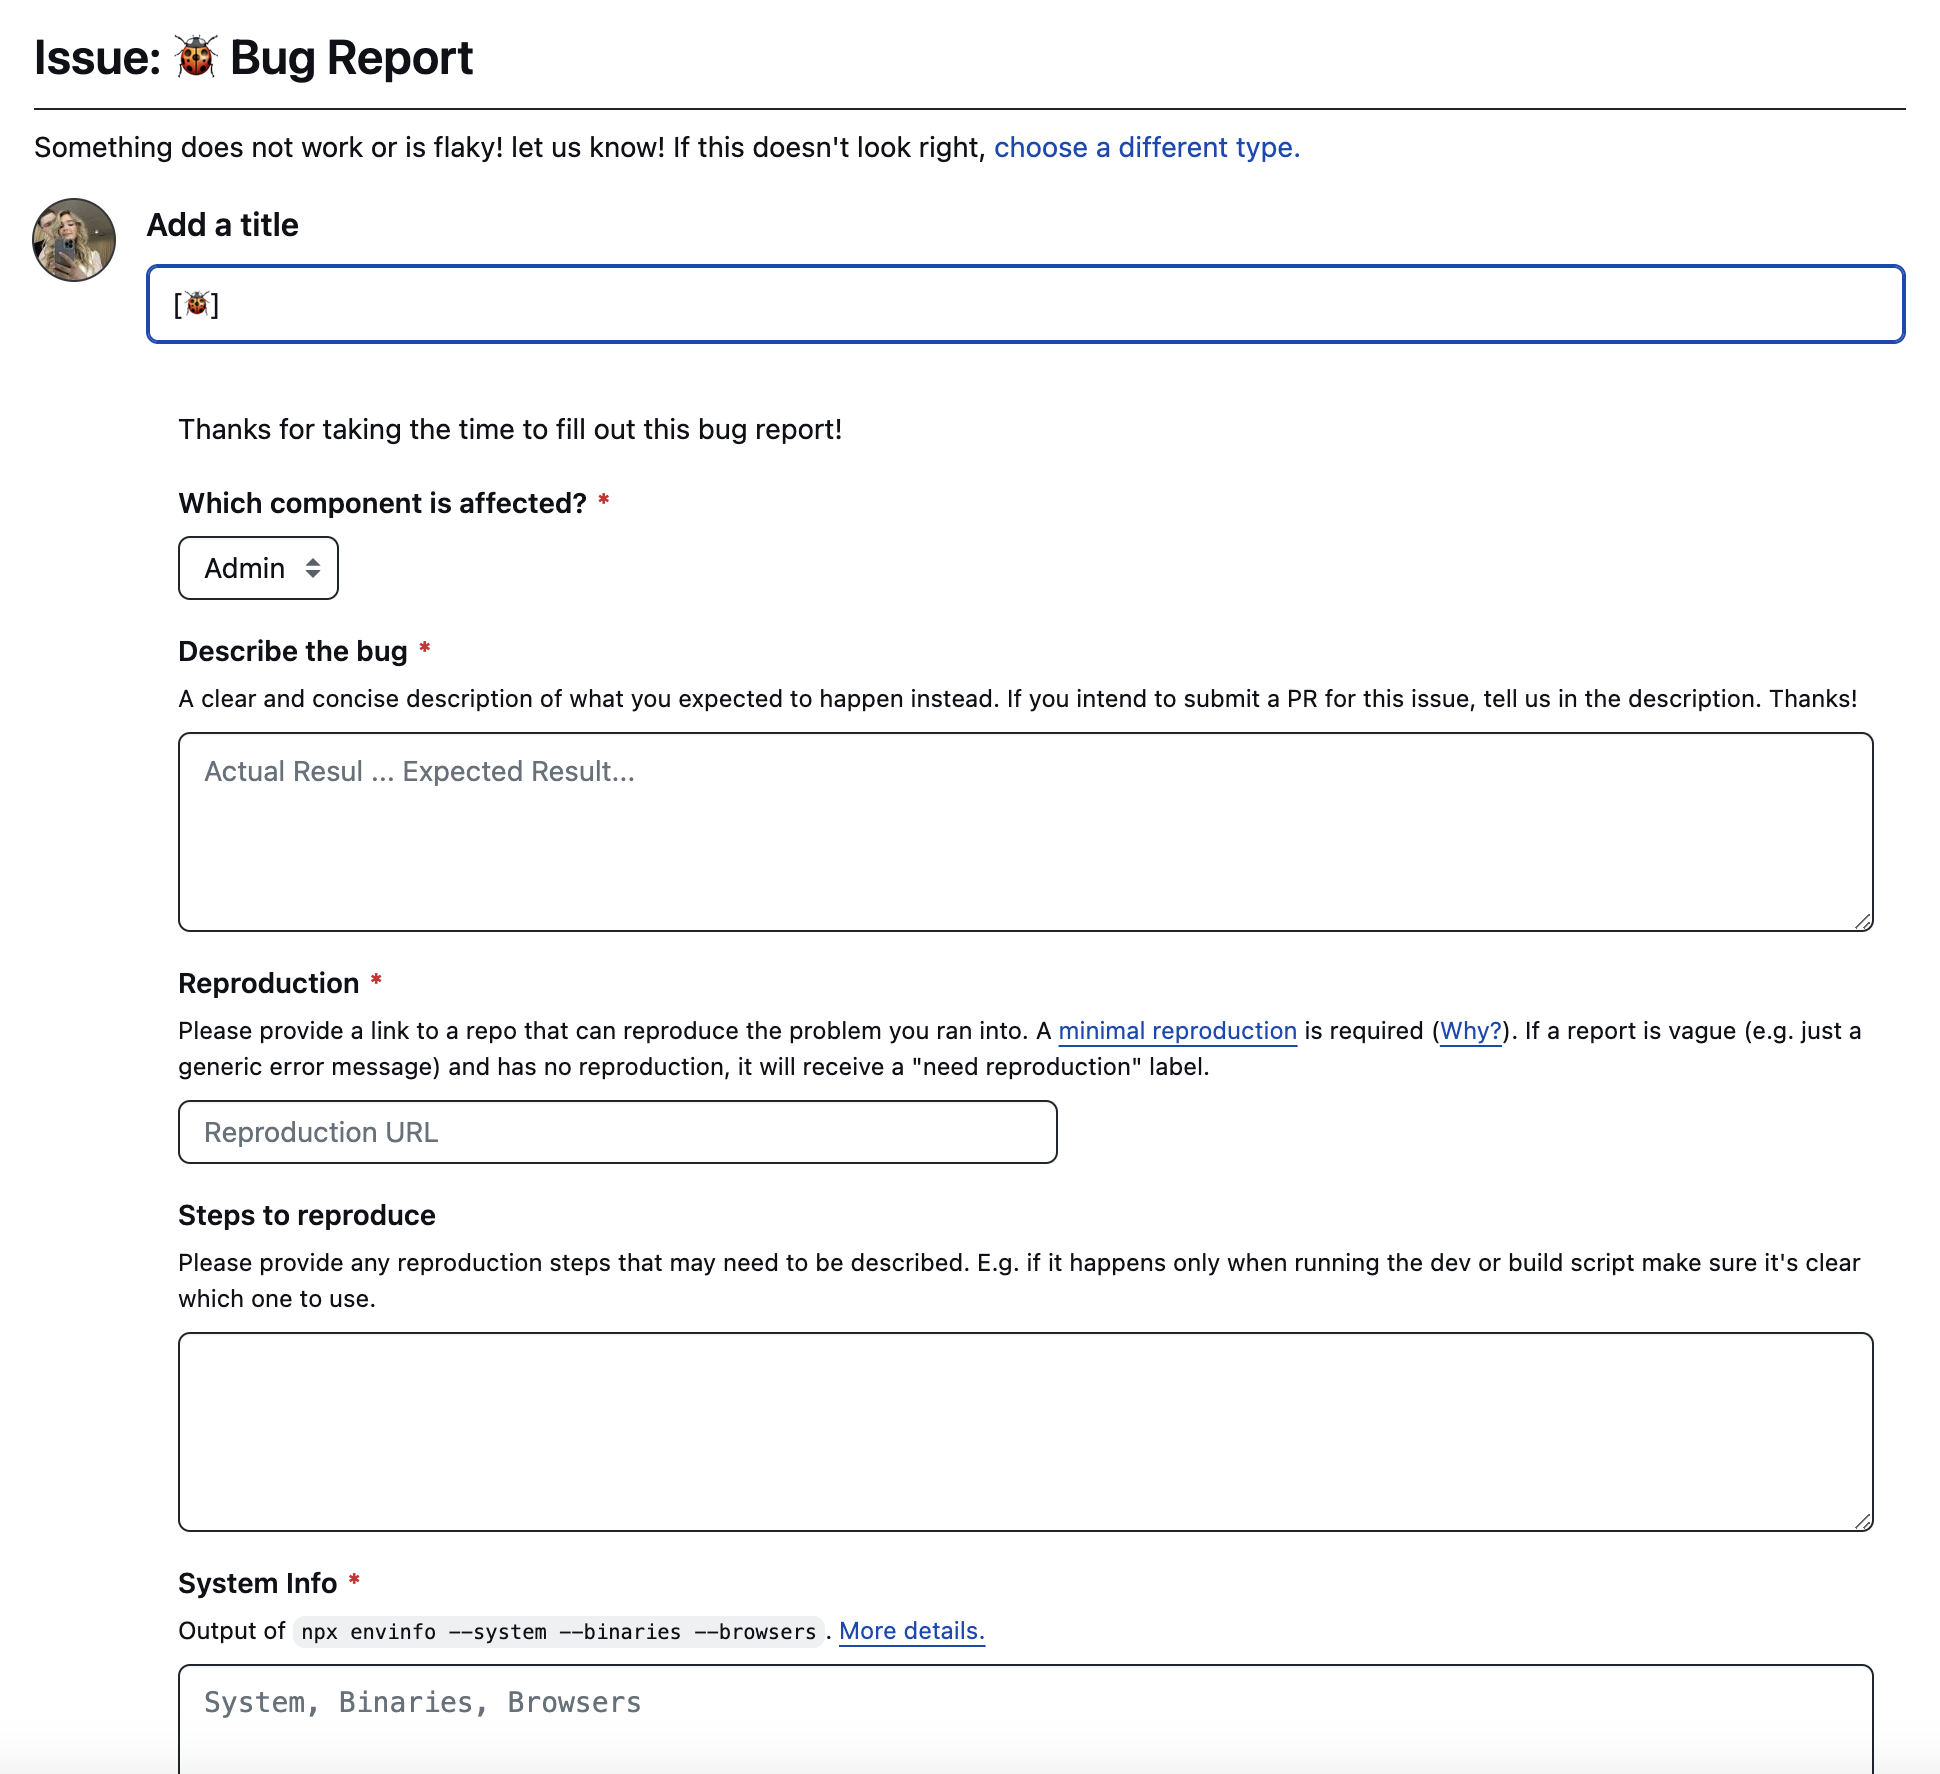 Issue: 🐞 Bug Report
Something does not work or is flaky! let us know! If this doesn't look right, choose a different type.
Add a title
[🐞]
Thanks for taking the time to fill out this bug report!
Which component is affected? *
Admin
Describe the bug *
A clear and concise description of what you expected to happen instead. If you intend to submit a PR for this issue, tell us in the description. Thanks!
Actual Resul ... Expected Result...
Reproduction *
Please provide a link to a repo that can reproduce the problem you ran into. A minimal reproduction is required (Why?). If a report is vague (e.g. just a
generic error message) and has no reproduction, it will receive a "need reproduction" label.
Reproduction URL
Steps to reproduce
Please provide any reproduction steps that may need to be described. E.g. if it happens only when running the dev or build script make sure it's clear
which one to use.
System Info *
Output of npx envinfo --system --binaries --browsers. More details.
System, Binaries, Browsers